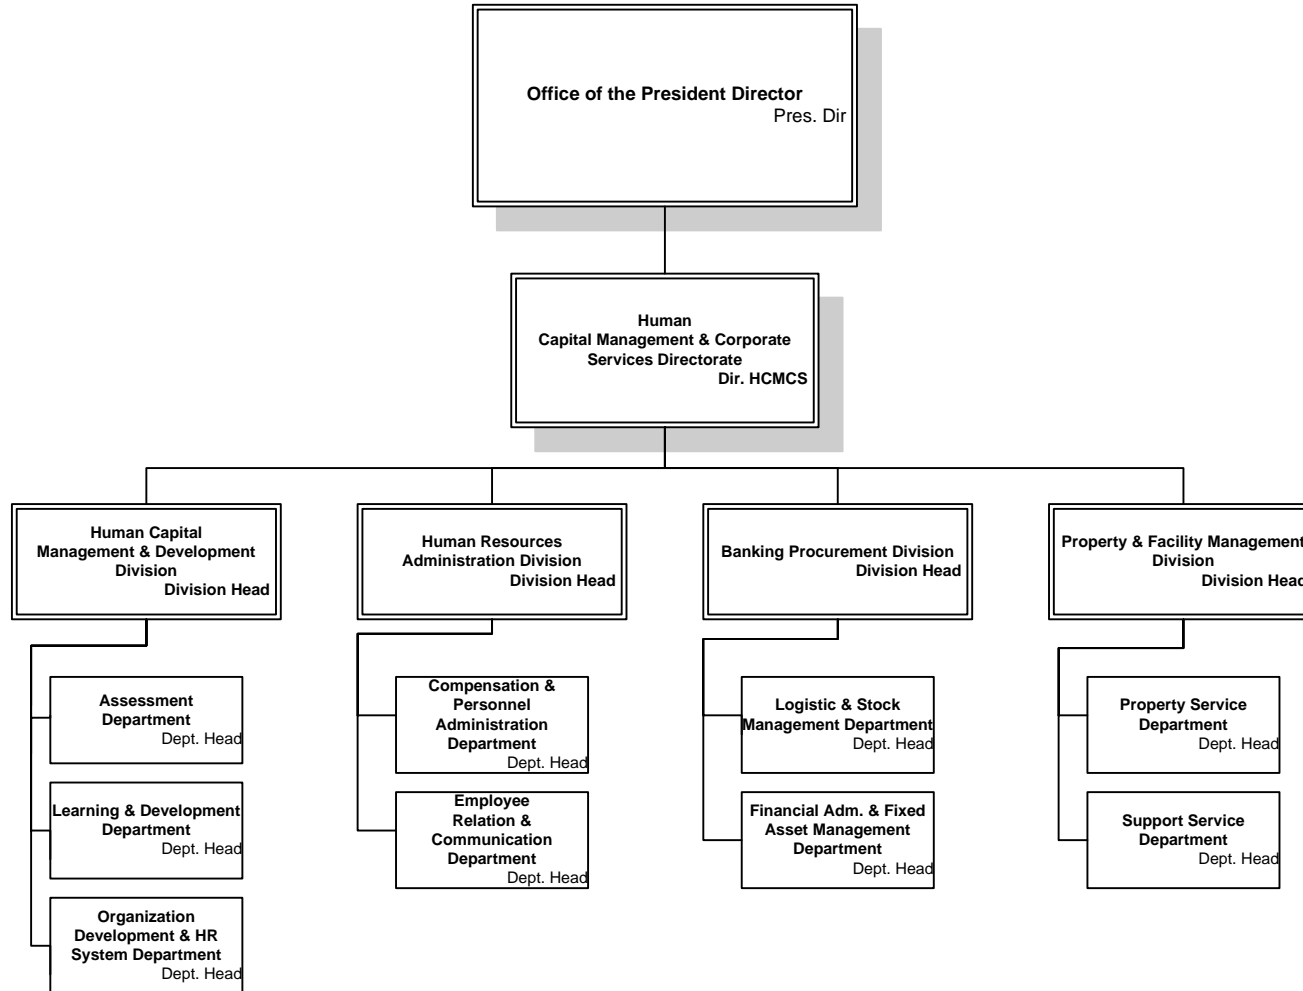 Office of the President Director
Pres. Dir
Human
Capital Management & Corporate
Services Directorate
Dir. HCMCS
Human Capital
Management & Development
Division
Division Head
Human Resources
Administration Division
Division Head
Banking Procurement Division
Division Head
Property & Facility Management
Division
Division Head
Assessment
Department
Dept. Head
Learning & Development
Department
Dept. Head
Organization
Development & HR
System Department
Dept. Head
Compensation &
Personnel
Administration
Department
Dept. Head
Employee
Relation &
Communication
Department
Dept. Head
Logistic & Stock
Management Department
Dept. Head
Financial Adm. & Fixed
Asset Management
Department
Dept. Head
Property Service
Department
Dept. Head
Support Service
Department
Dept. Head